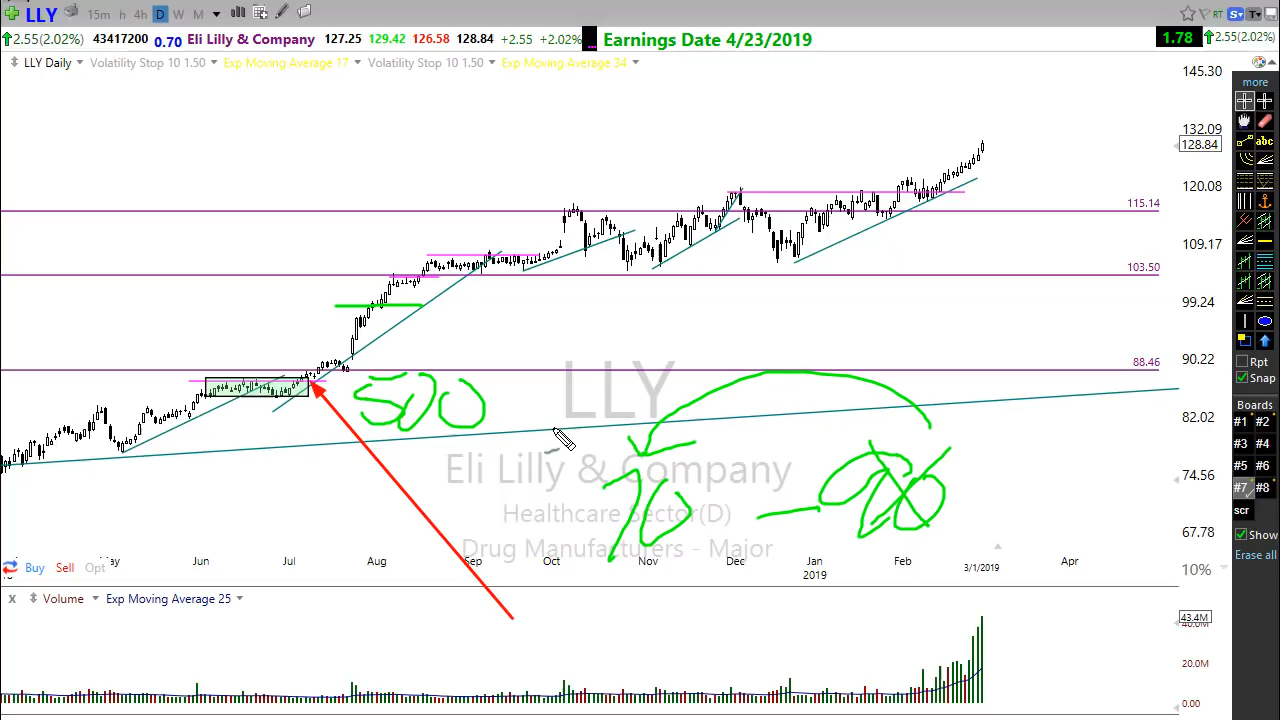 LLY 15m h 4h D W M
2.55(2.02%) 43417200 0.70 Eli Lilly & Company 127.25 129.42 126.58 128.84 +2.55 +2.02% Earnings Date 4/23/2019 1.78 2.55(2.02%)
LLY Daily Volatility Stop 10 1.50 Exp Moving Average 17 Volatility Stop 10 1.50 Exp Moving Average 34
RT S T
more
abc
145.30
132.09
128.84
120.08
115.14
109.17
103.50
99.24
90.22
88.46
82.02
74.56
67.78
10%
500
70
LLY
Eli Lilly & Company
Healthcare Sector(D)
Drug Manufacturers - Major
Jun Jul Aug Sep Oct Nov Dec Jan Feb 3/1/2019 Apr
2019
Buy Sell Opt
X Volume Exp Moving Average 25
43.4M
20.0M
0.00
Rpt
Snap
Boards
#1 #2
#3 #4
#5 #6
#7 #8
scr
Show
Erase all